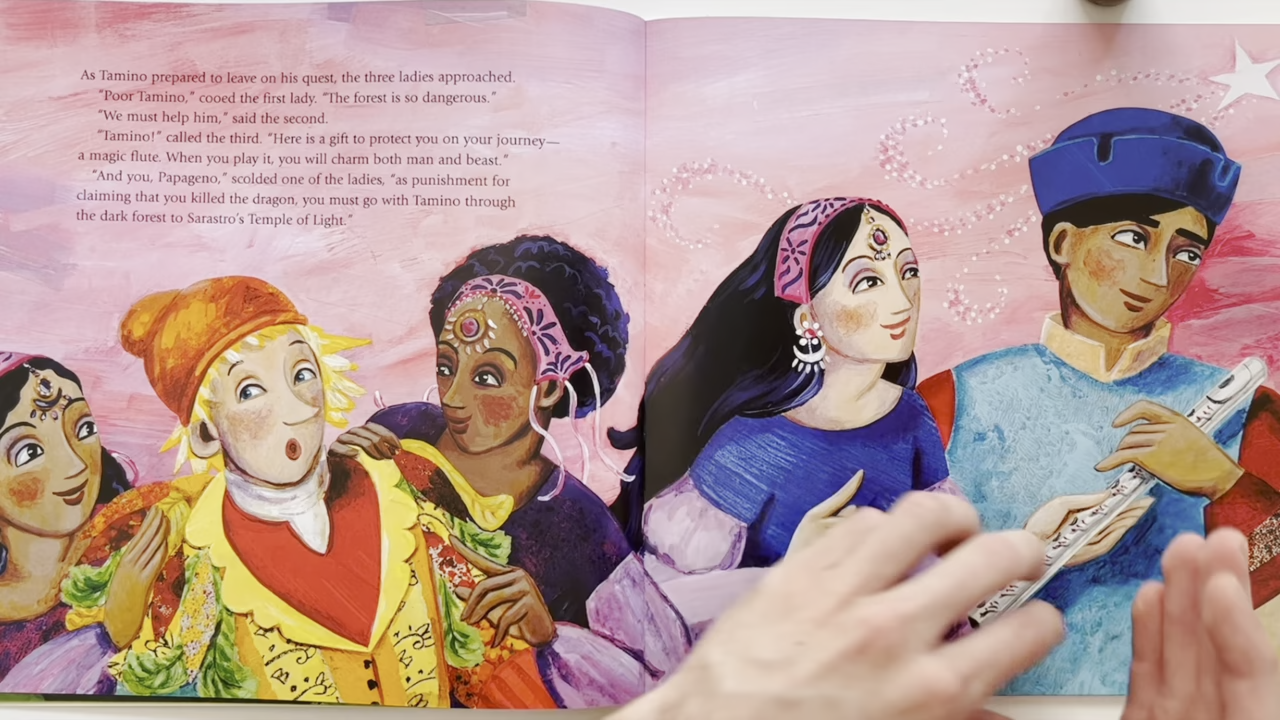 As Tamino prepared to leave on his quest, the three ladies approached.
“Poor Tamino,” cooed the first lady. “The forest is so dangerous.”
“We must help him,” said the second.
“Tamino!” called the third. “Here is a gift to protect you on your journey—
a magic flute. When you play it, you will charm both man and beast.”
“And you, Papageno,” scolded one of the ladies, “as punishment for
claiming that you killed the dragon, you must go with Tamino through
the dark forest to Sarastro’s Temple of Light.”